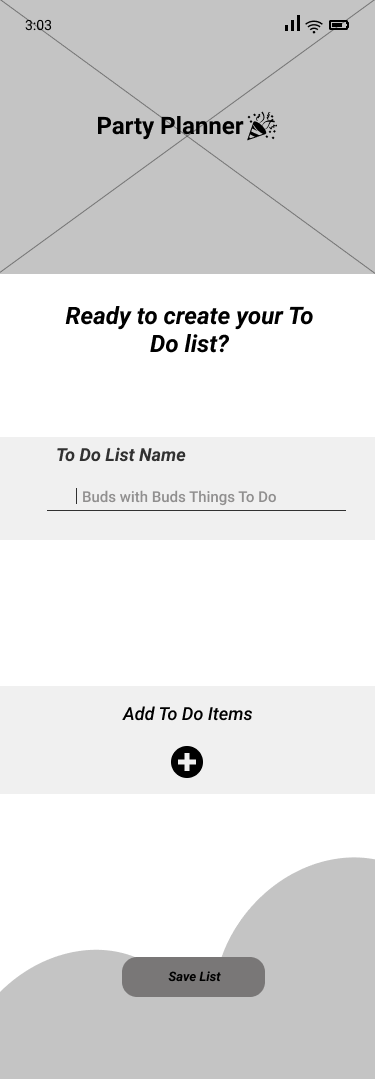 3:03
Party Planner
Ready to create your To
Do list?
To Do List Name
Buds with Buds Things To Do
Add To Do Items
Save List